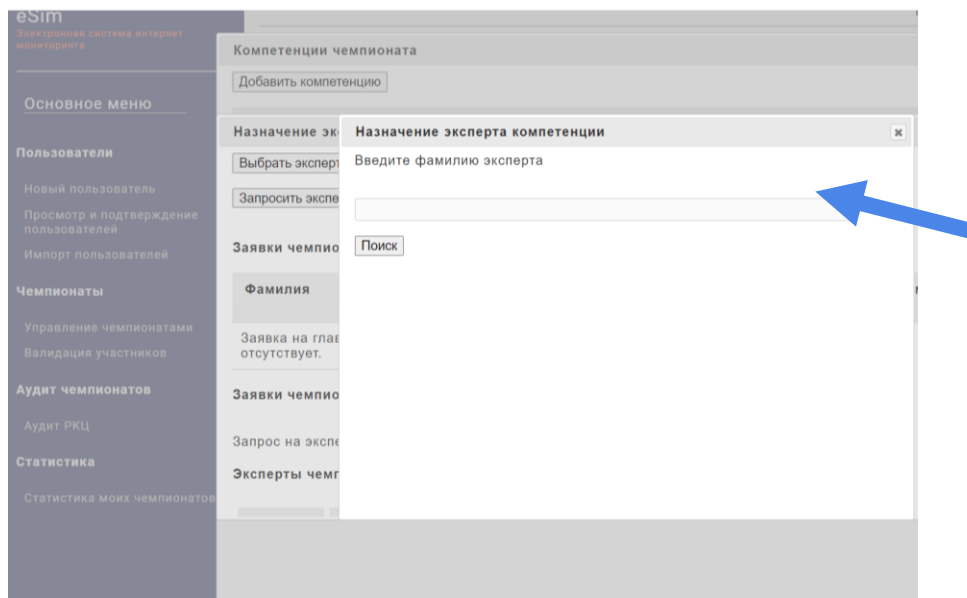 eSim
Электронная система интернет
мониторинга
Основное меню
Пользователи
Новый пользователь
Просмотр и подтверждение
пользователей
Импорт пользователей
Чемпионаты
Управление чемпионатами
Валидация участников
Аудит чемпионатов
Аудит РКЦ
Статистика
Статистика моих чемпионатов
Компетенции чемпионата
Добавить компетенцию
Назначение эк
Выбрать эксперт
Запросить экспе
Заявки чемпио
Фамилия
Заявка на глав
отсутствует.
Заявки чемпио
Запрос на экспе
Эксперты чемп
Назначение эксперта компетенции
Введите фамилию эксперта
Поиск